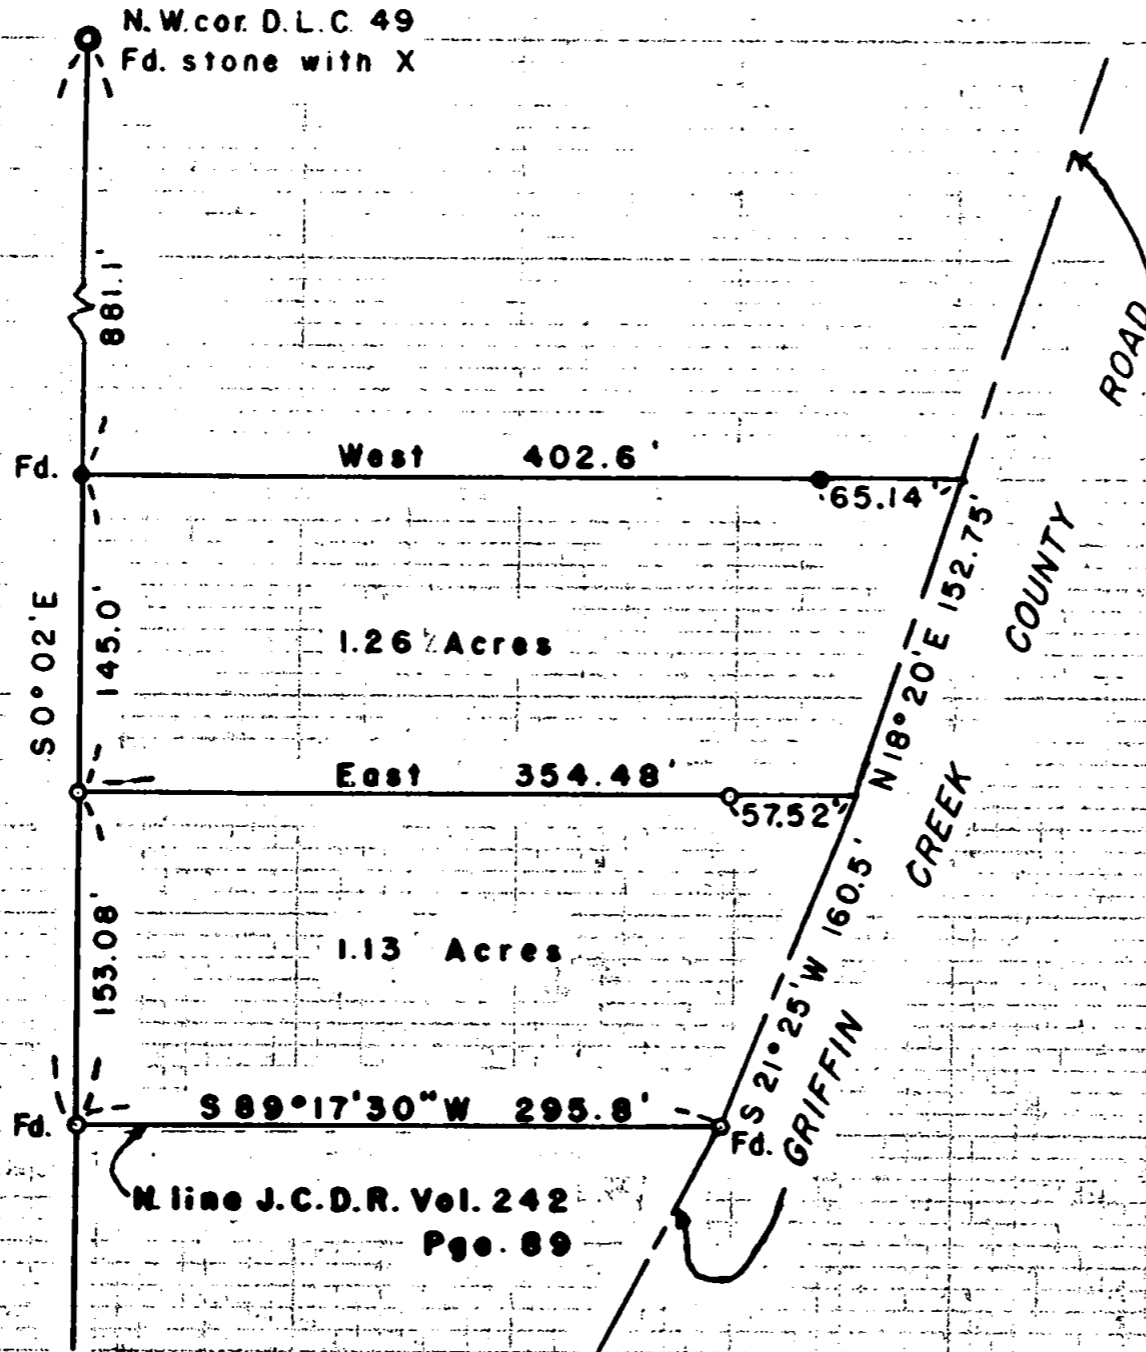 N.W. cor. D.L.C. 49
Fd. stone with X
881.1'
ROAD
Fd.
West 402.6'
65.14'
COUNTY
N 18° 20' E 152.75'
S 0° 02' E
145.0'
1.26 Acres
East 354.48'
57.52'
CREEK
153.08'
1.13 Acres
S 21° 25' W 160.5'
GRIFFIN
Fd.
S 89° 17' 30" W 295.8'
Fd.
N. line J.C.D.R. Vol. 242
Pge. 89